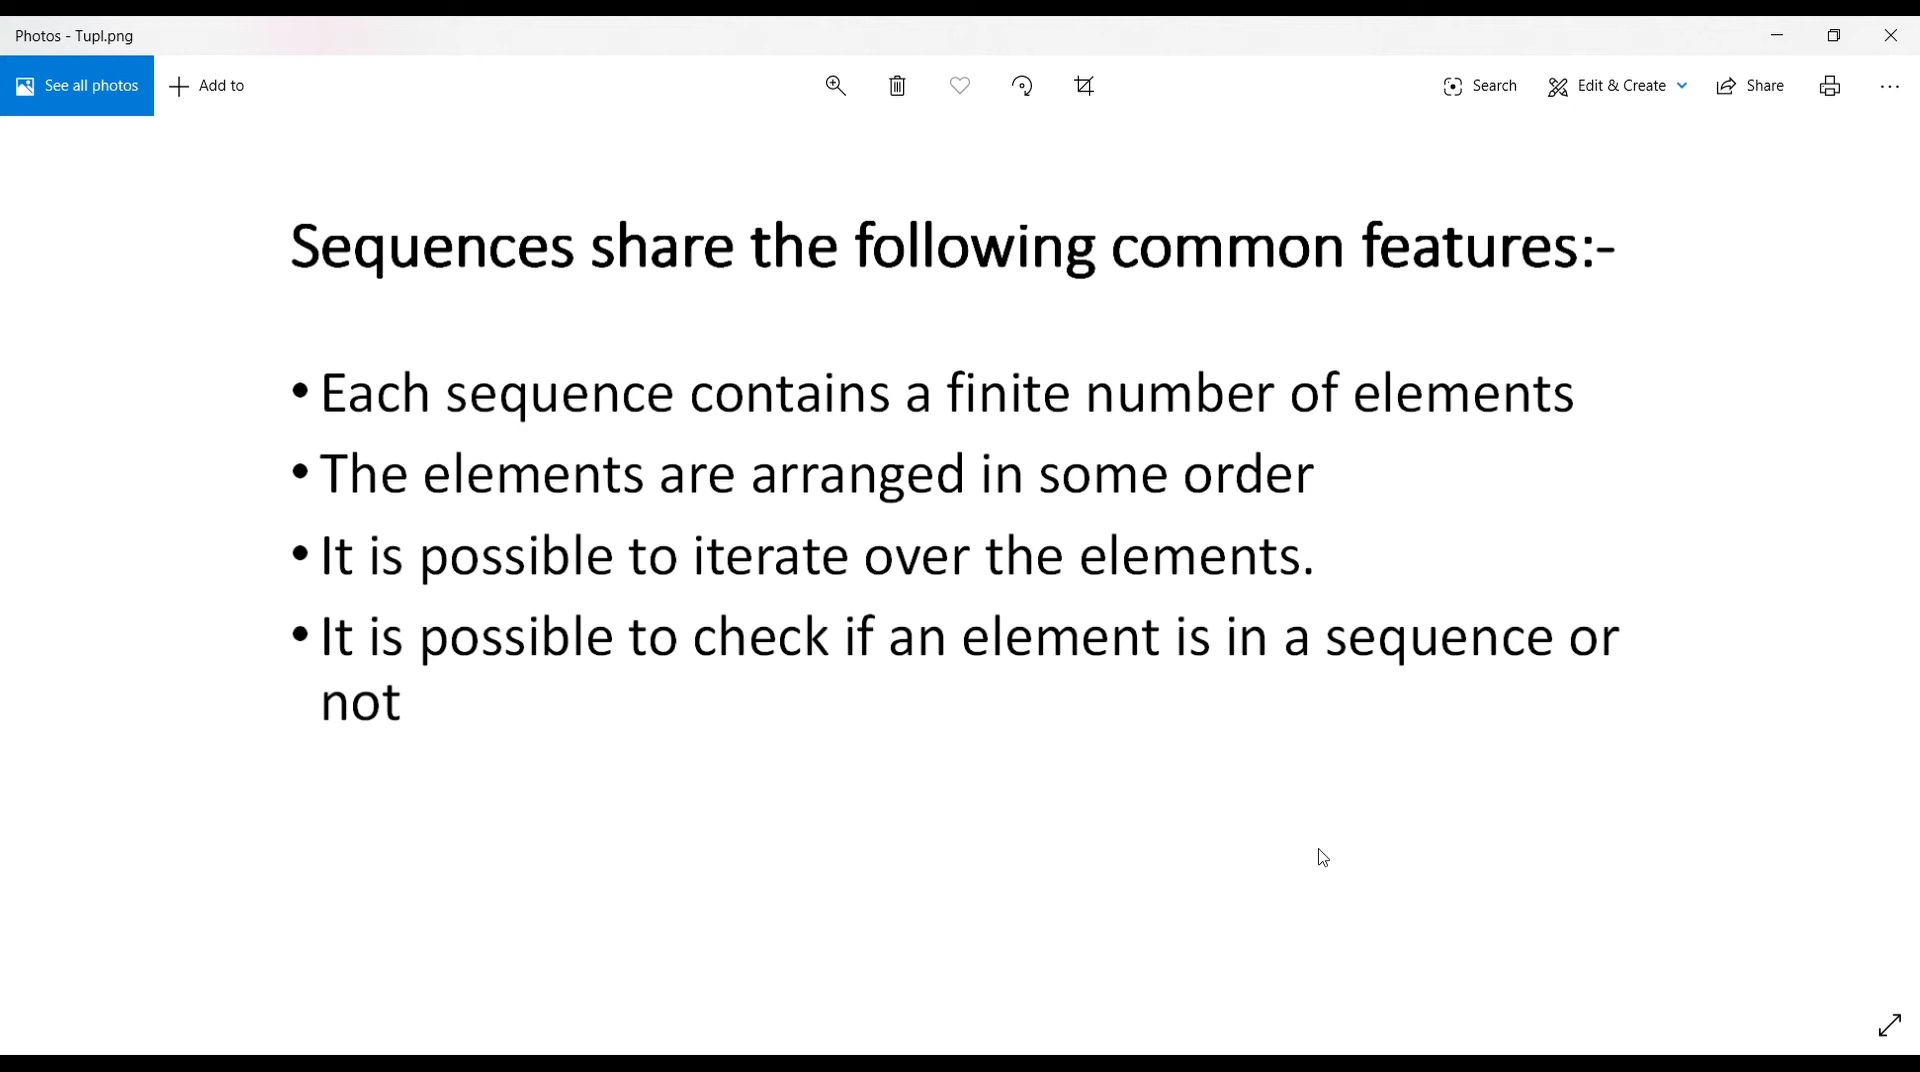 Photos - Tupl.png
See all photos
Add to
Search
Edit & Create
Share
Sequences share the following common features:-
• Each sequence contains a finite number of elements
• The elements are arranged in some order
• It is possible to iterate over the elements.
• It is possible to check if an element is in a sequence or
not